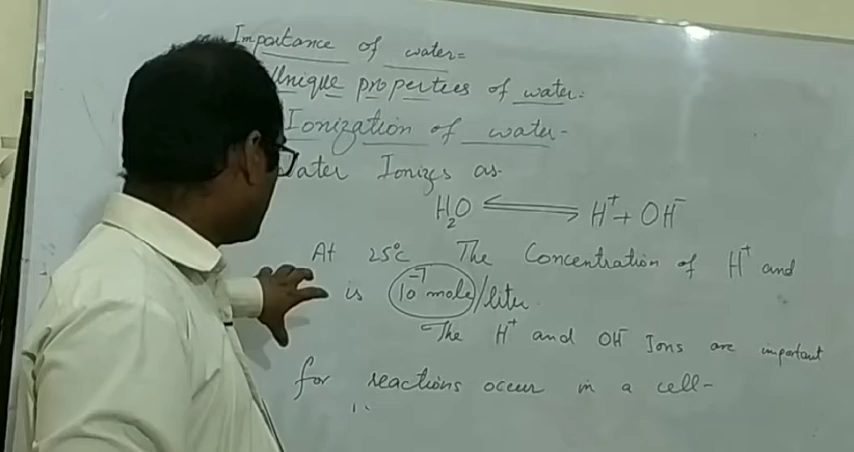 Importance of water=
Unique properties of water:
Ionization of water-
Water Ionizes as-
H₂O ⇌ H⁺ + OH⁻
At 25°C The Concentration of H⁺ and
is 10⁻⁷ mole/liter.
The H⁺ and OH⁻ Ions are important
for reactions occur in a cell-